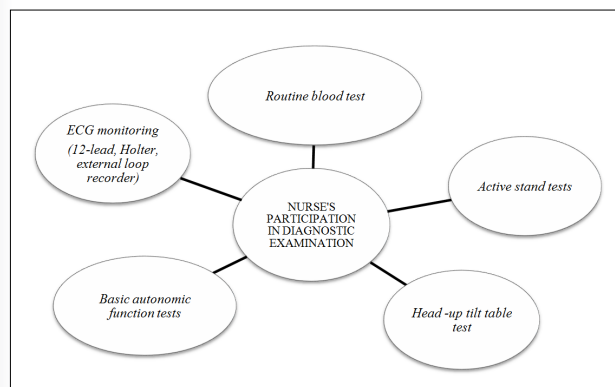 Routine blood test
ECG monitoring
(12-lead, Holter,
external loop
recorder)
Active stand tests
NURSE'S
PARTICIPATION
IN DIAGNOSTIC
EXAMINATION
Basic autonomic
function tests
Head -up tilt table
test